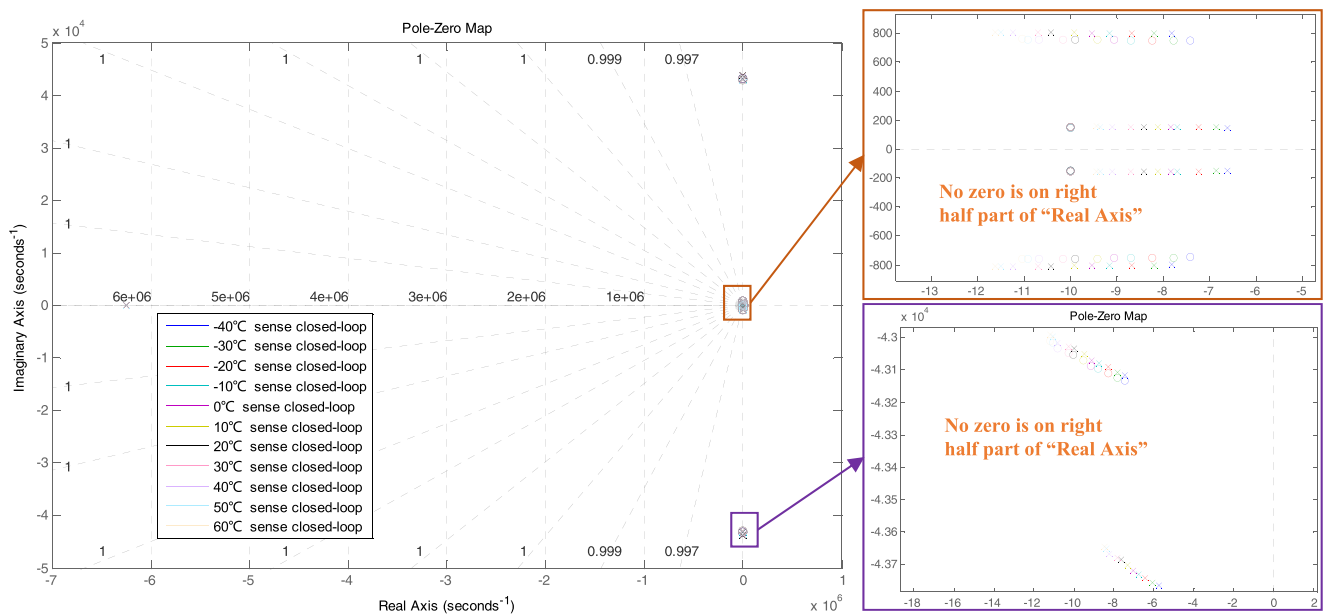 Pole-Zero Map
x 10⁴
5
4
3
2
1
0
-1
-2
-3
-4
-5
Imaginary Axis (seconds⁻¹)
1
1
1
1
0.999
0.997
1
1
6e+06
5e+06
4e+06
3e+06
2e+06
1e+06
1
1
1
1
1
1
0.999
0.997
-40℃ sense closed-loop
-30℃ sense closed-loop
-20℃ sense closed-loop
-10℃ sense closed-loop
0℃ sense closed-loop
10℃ sense closed-loop
20℃ sense closed-loop
30℃ sense closed-loop
40℃ sense closed-loop
50℃ sense closed-loop
60℃ sense closed-loop
-7
-6
-5
-4
-3
-2
-1
0
1
x 10⁶
Real Axis (seconds⁻¹)
800
600
400
200
0
-200
-400
-600
-800
No zero is on right
half part of “Real Axis”
-13
-12
-11
-10
-9
-8
-7
-6
-5
x 10⁴
Pole-Zero Map
-4.3
-4.31
-4.32
-4.33
-4.34
-4.35
-4.36
-4.37
No zero is on right
half part of “Real Axis”
-18
-16
-14
-12
-10
-8
-6
-4
-2
0
2